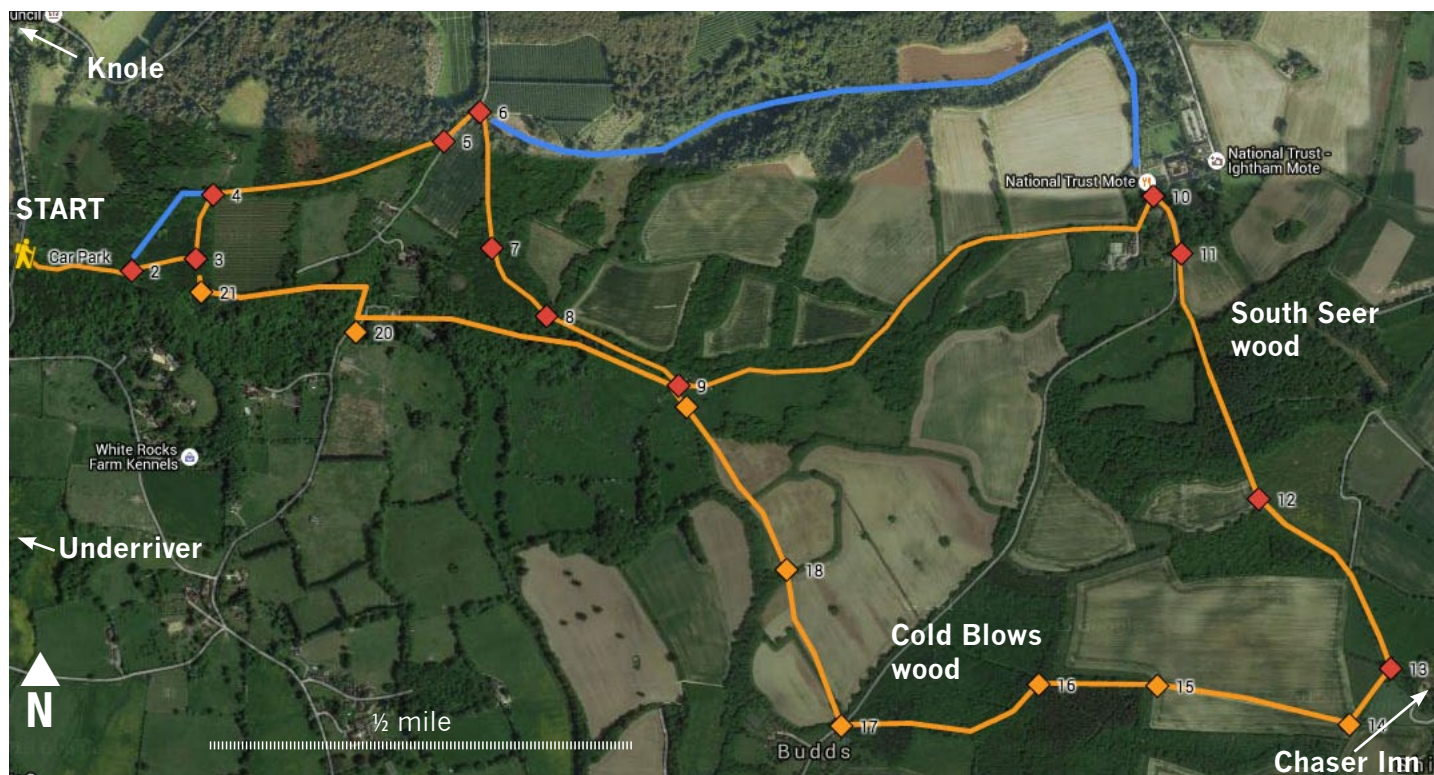 uncil
Knole
6
5
National Trust -
Ightham Mote
National Trust Mote
START
4
10
Car Park
3
2
7
11
21
8
South Seer
wood
20
9
White Rocks
Farm Kennels
12
Underriver
18
Cold Blows
wood
13
16
15
N
½ mile
17
14
Budds
Chaser Inn